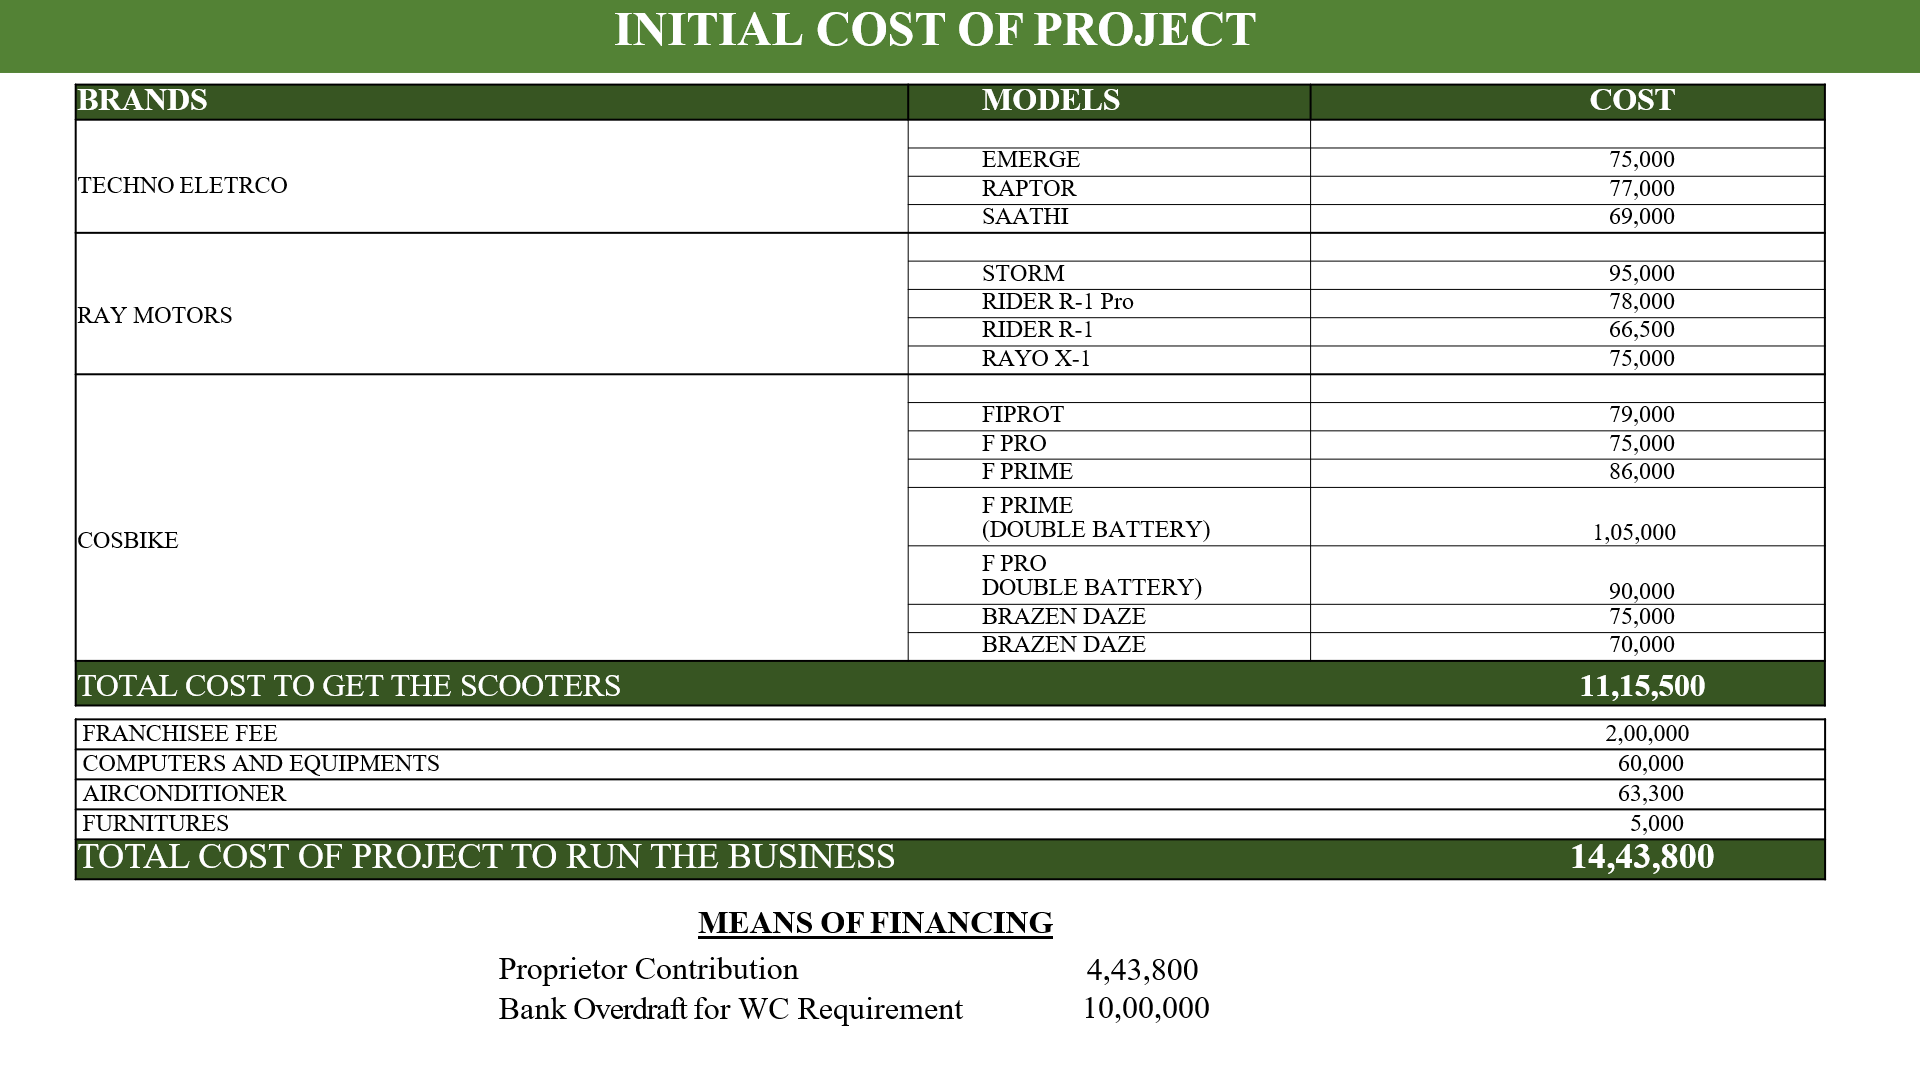 INITIAL COST OF PROJECT
BRANDS MODELS COST
TECHNO ELETRCO
EMERGE 75,000
RAPTOR 77,000
SAATHI 69,000
RAY MOTORS
STORM 95,000
RIDER R-1 Pro 78,000
RIDER R-1 66,500
RAYO X-1 75,000
COSBIKE
FIPROT 79,000
F PRO 75,000
F PRIME 86,000
F PRIME
(DOUBLE BATTERY) 1,05,000
F PRO
DOUBLE BATTERY) 90,000
BRAZEN DAZE 75,000
BRAZEN DAZE 70,000
TOTAL COST TO GET THE SCOOTERS 11,15,500
FRANCHISEE FEE 2,00,000
COMPUTERS AND EQUIPMENTS 60,000
AIRCONDITIONER 63,300
FURNITURES 5,000
TOTAL COST OF PROJECT TO RUN THE BUSINESS 14,43,800
MEANS OF FINANCING
Proprietor Contribution 4,43,800
Bank Overdraft for WC Requirement 10,00,000